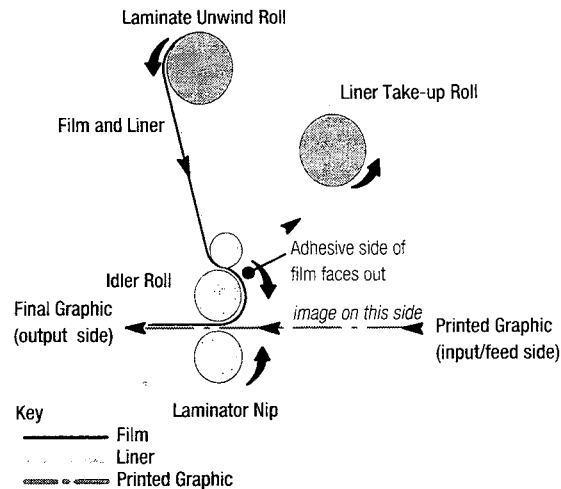 Laminate Unwind Roll
Liner Take-up Roll
Film and Liner
Adhesive side of
film faces out
Idler Roll
image on this side
Final Graphic
(output side)
Printed Graphic
(input/feed side)
Laminator Nip
Key
Film
Liner
Printed Graphic